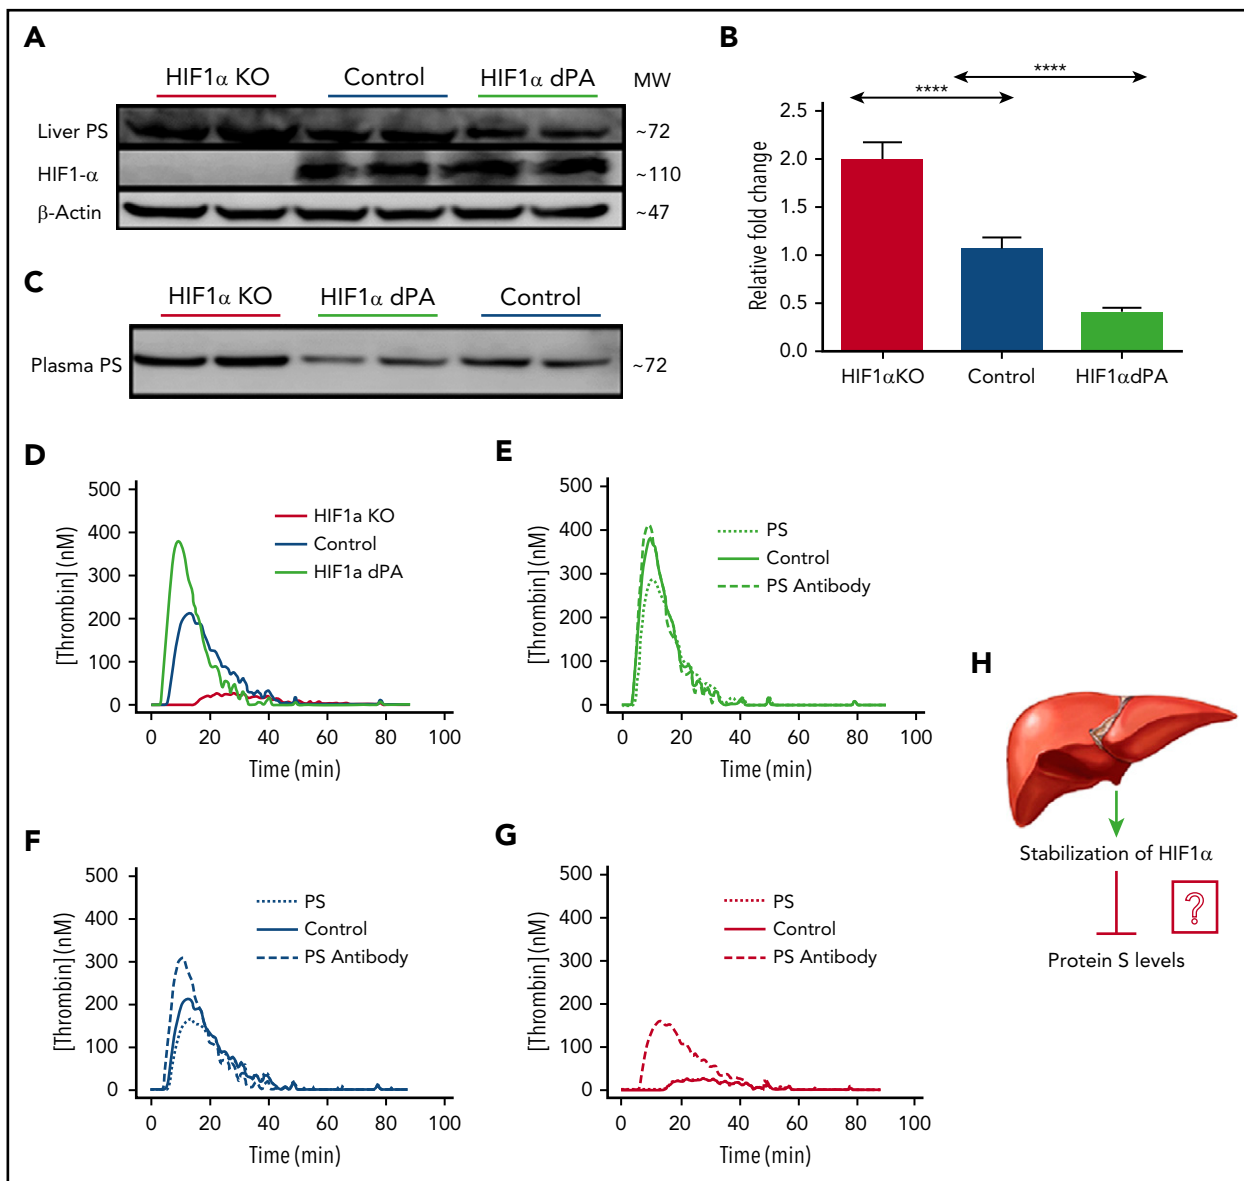 A
HIF1α KO
Control
HIF1α dPA
MW
Liver PS
~72
HIF1-α
~110
β-Actin
~47
B
****
****
Relative fold change
2.5
2.0
1.5
1.0
0.5
0.0
HIF1αKO
Control
HIF1αdPA
C
HIF1α KO
HIF1α dPA
Control
Plasma PS
~72
D
[Thrombin] (nM)
500
400
300
200
100
0
HIF1a KO
Control
HIF1a dPA
0 20 40 60 80 100
Time (min)
E
[Thrombin] (nM)
500
400
300
200
100
0
PS
Control
PS Antibody
0 20 40 60 80 100
Time (min)
F
[Thrombin] (nM)
500
400
300
200
100
0
PS
Control
PS Antibody
0 20 40 60 80 100
Time (min)
G
[Thrombin] (nM)
500
400
300
200
100
0
PS
Control
PS Antibody
0 20 40 60 80 100
Time (min)
H
Stabilization of HIF1α
?
Protein S levels